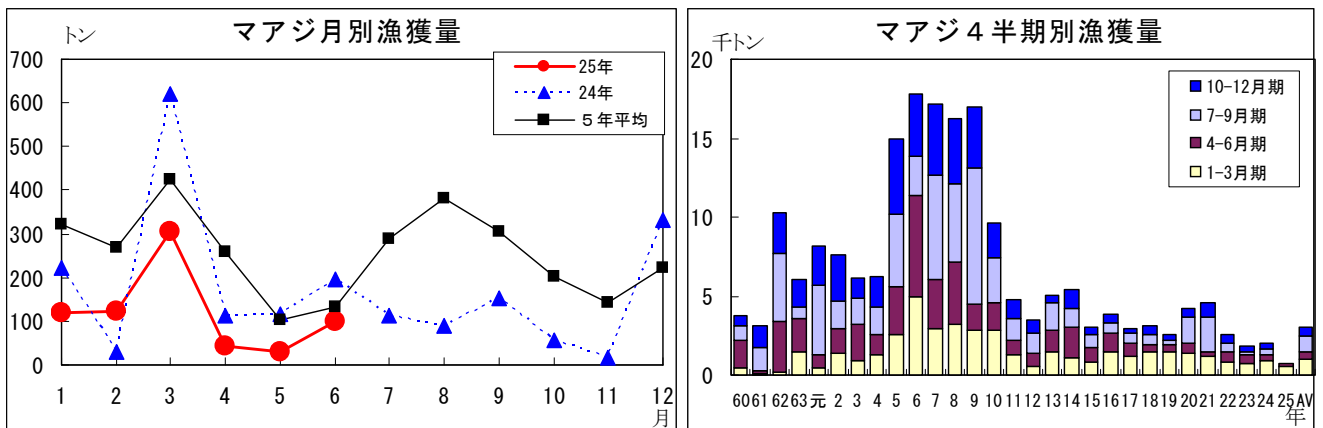 マアジ月別漁獲量
トン
700
600
500
400
300
200
100
0
1 2 3 4 5 6 7 8 9 10 11 12
月
25年
24年
５年平均
マアジ４半期別漁獲量
千トン
20
15
10
5
0
60 61 62 63 元 2 3 4 5 6 7 8 9 10 11 12 13 14 15 16 17 18 19 20 21 22 23 24 25 AV
年
10-12月期
7-9月期
4-6月期
1-3月期